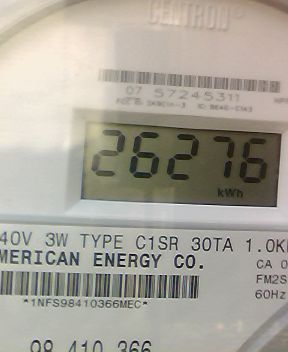 CENTRON®
07 57245311
26276
kWh
40V 3W TYPE C1SR 30TA 1.0K
MERICAN ENERGY CO.
CA 0
FM2S
60Hz
*1NFS98410366MEC*
98 410 366